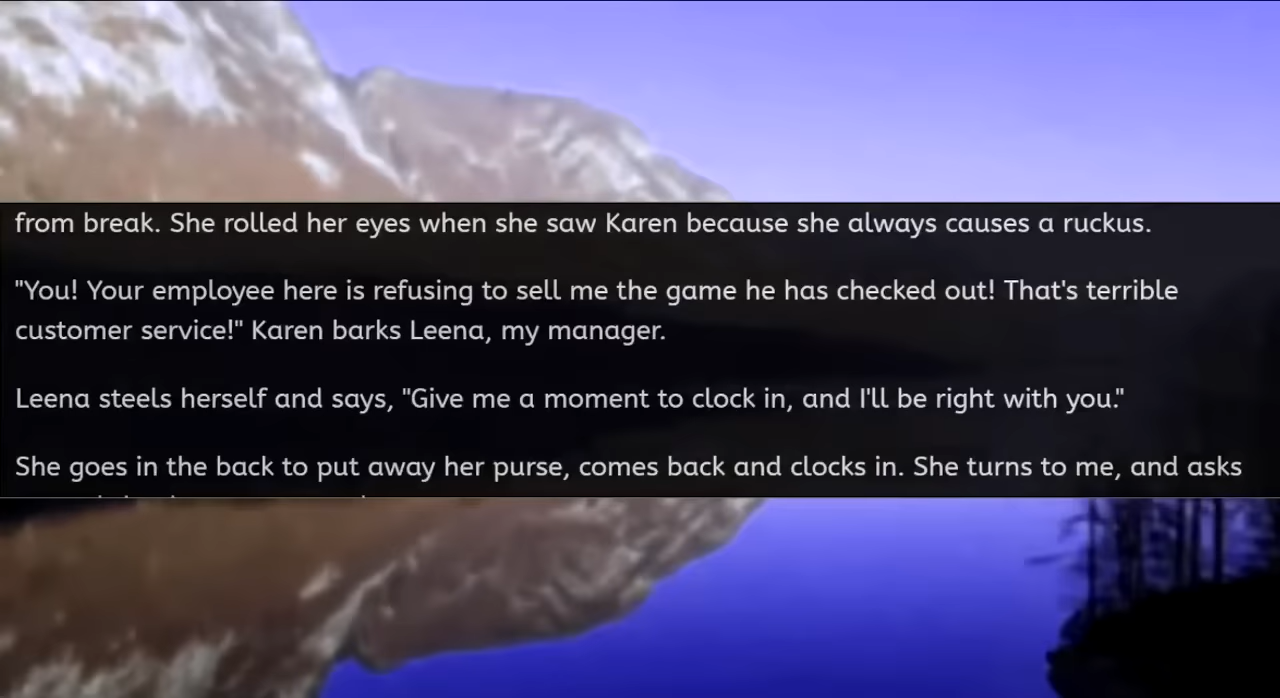 from break. She rolled her eyes when she saw Karen because she always causes a ruckus.
"You! Your employee here is refusing to sell me the game he has checked out! That's terrible
customer service!" Karen barks Leena, my manager.
Leena steels herself and says, "Give me a moment to clock in, and I'll be right with you."
She goes in the back to put away her purse, comes back and clocks in. She turns to me, and asks